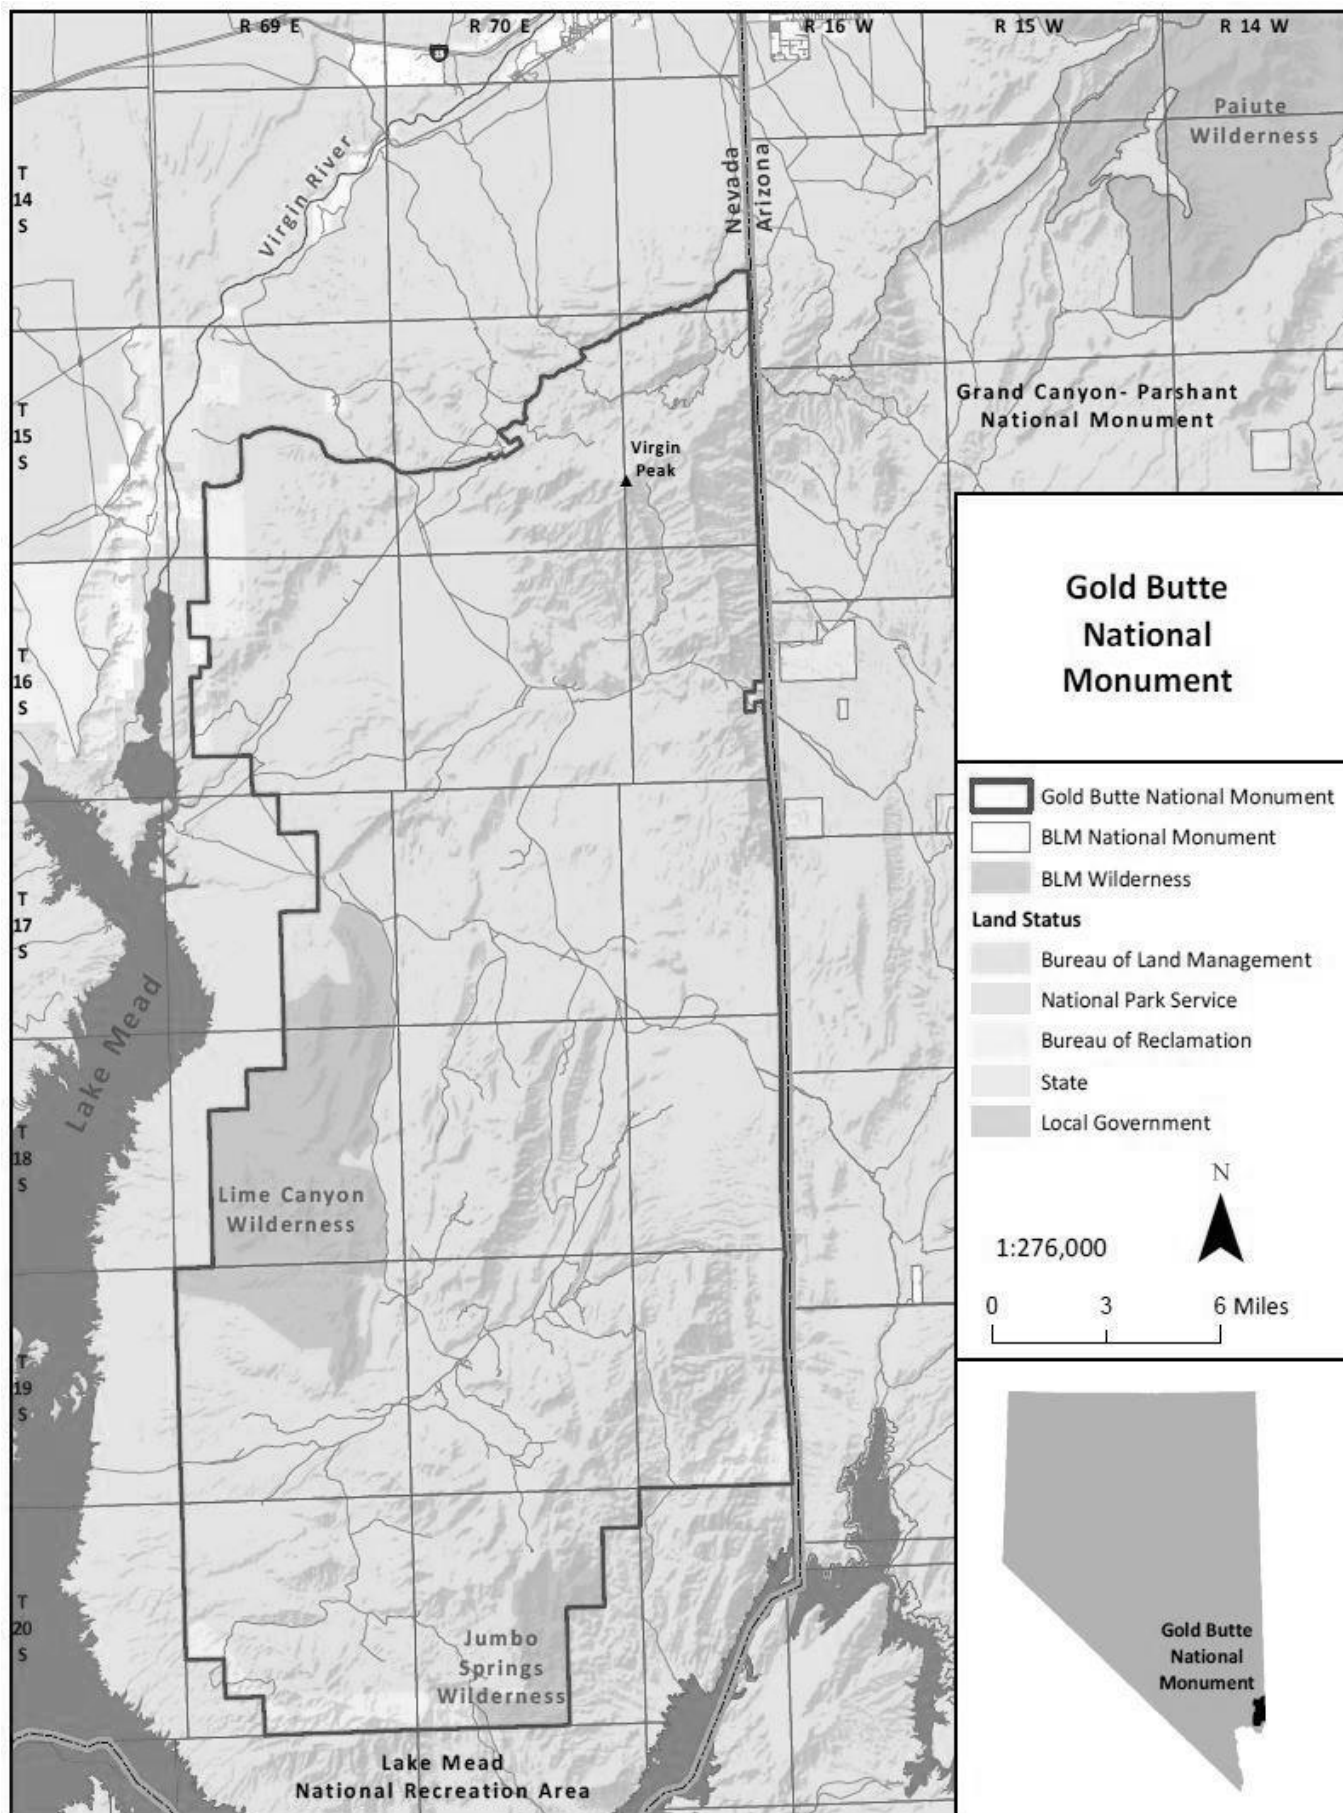 R 69 E
R 70 E
R 16 W
R 15 W
R 14 W
15
Paiute
Wilderness
Nevada
Arizona
Virgin River
T
14
S
Grand Canyon- Parshant
National Monument
T
15
S
Virgin
Peak
Gold Butte
National
Monument
T
16
S
Gold Butte National Monument
BLM National Monument
BLM Wilderness
Land Status
Bureau of Land Management
National Park Service
Bureau of Reclamation
State
Local Government
T
17
S
Lake Mead
T
18
S
Lime Canyon
Wilderness
N
1:276,000
0 3 6 Miles
T
19
S
T
20
S
Jumbo
Springs
Wilderness
Gold Butte
National
Monument
Lake Mead
National Recreation Area